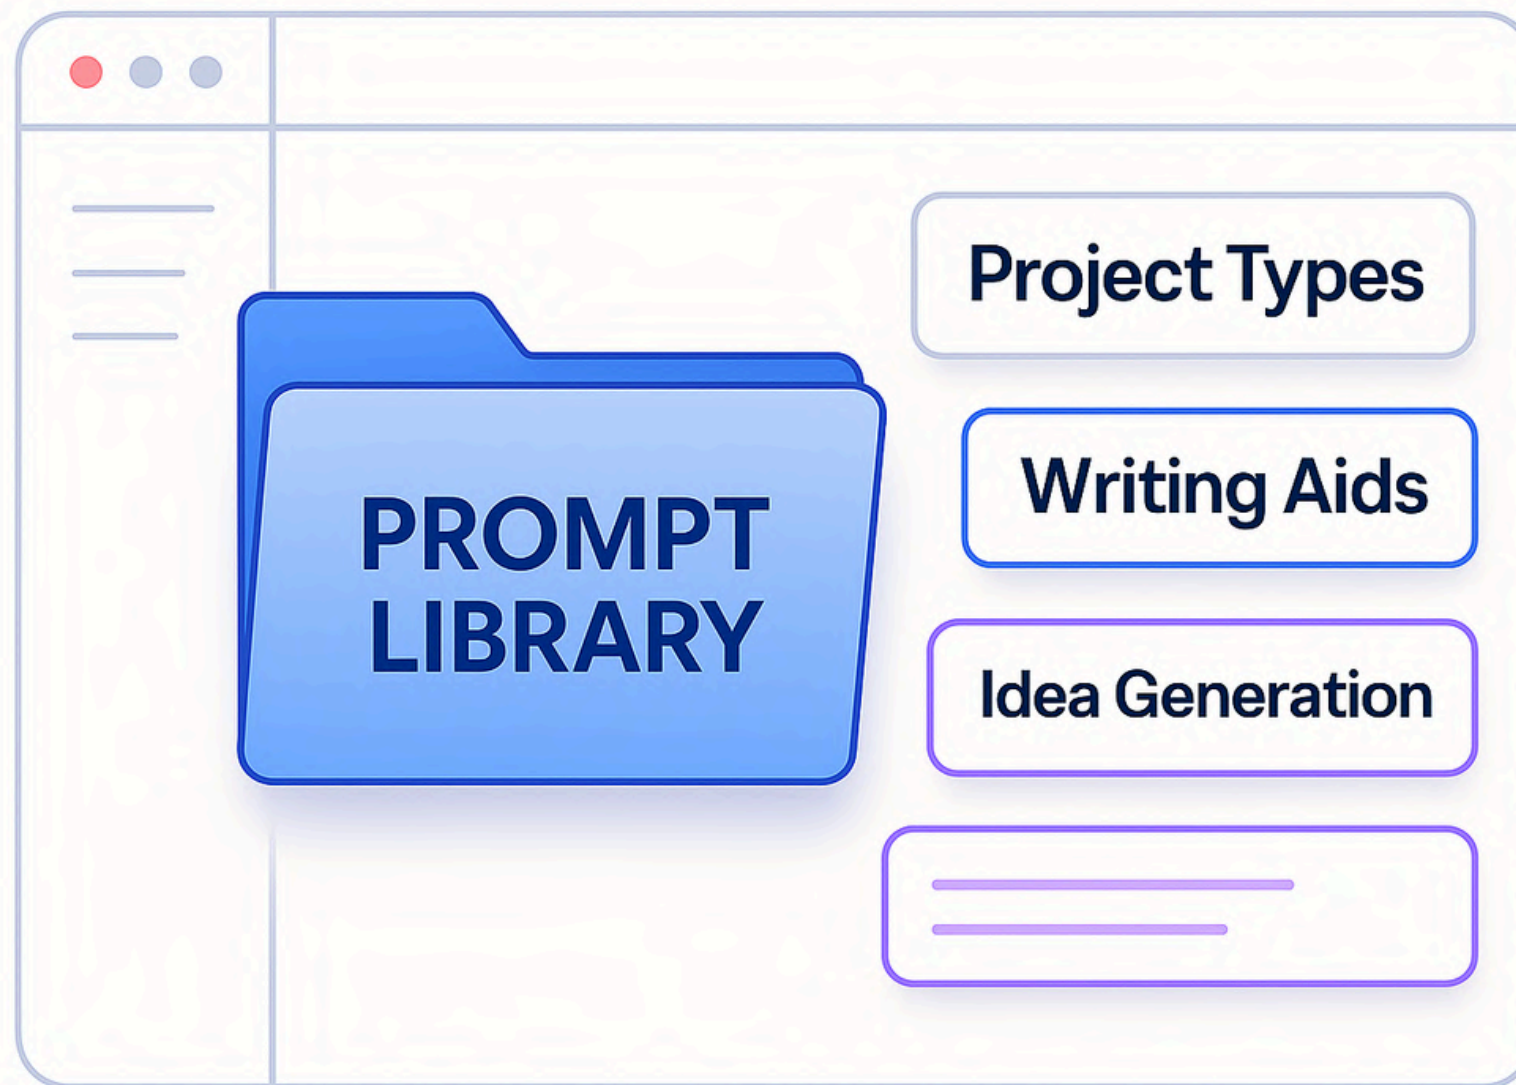 PROMPT
LIBRARY
Project Types
Writing Aids
Idea Generation